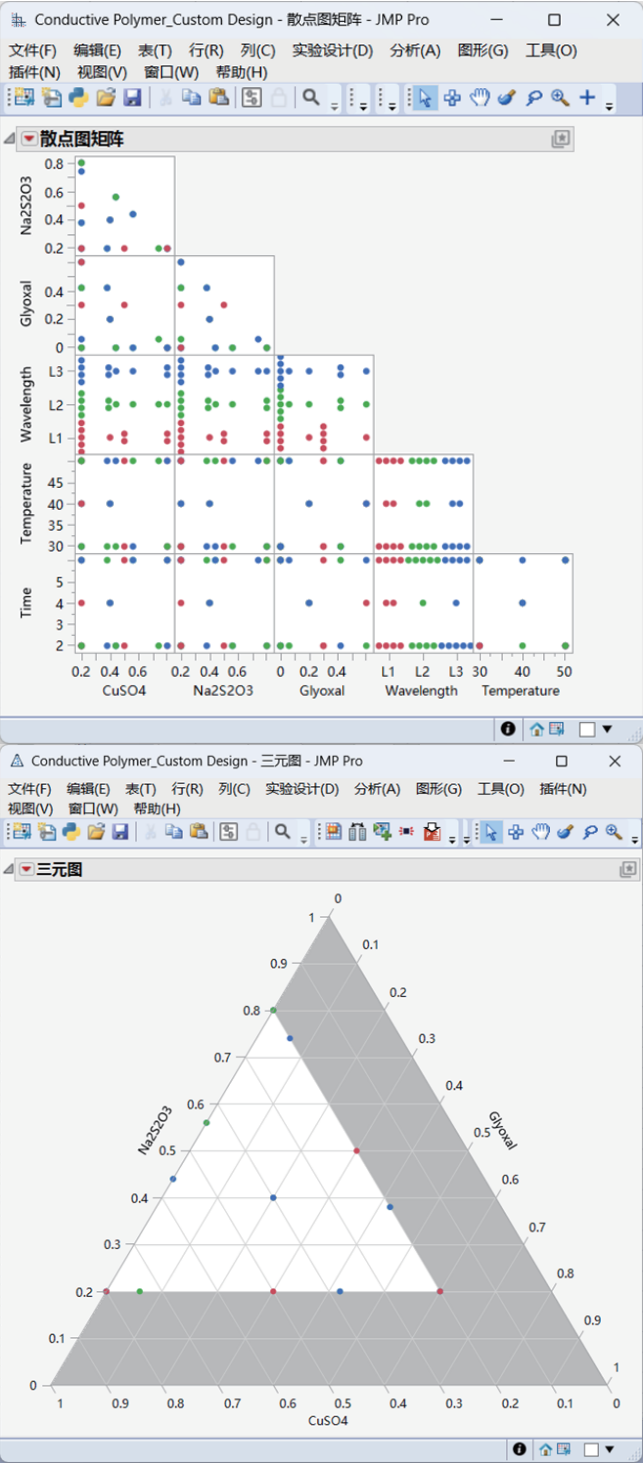 Conductive Polymer_Custom Design - 散点图矩阵 - JMP Pro
文件(F) 编辑(E) 表(T) 行(R) 列(C) 实验设计(D) 分析(A) 图形(G) 工具(O)
插件(N) 视图(V) 窗口(W) 帮助(H)
散点图矩阵
Na2S2O3
0.8
0.6
0.4
0.2
Glyoxal
0.4
0.2
0
Wavelength
L3
L2
L1
Temperature
45
40
35
30
Time
5
4
3
2
0.2 0.4 0.6 0.2 0.4 0.6 0 0.2 0.4 L1 L2 L3 30 40 50
CuSO4 Na2S2O3 Glyoxal Wavelength Temperature
Conductive Polymer_Custom Design - 三元图 - JMP Pro
文件(F) 编辑(E) 表(T) 行(R) 列(C) 实验设计(D) 分析(A) 图形(G) 工具(O) 插件(N)
视图(V) 窗口(W) 帮助(H)
三元图
0
1
0.1
0.9
0.2
0.8
0.3
0.7
0.4
0.6
Na2S2O3
Glyoxal
0.5
0.5
0.6
0.4
0.7
0.3
0.8
0.2
0.9
0.1
1
0
1 0.9 0.8 0.7 0.6 0.5 0.4 0.3 0.2 0.1 0
CuSO4